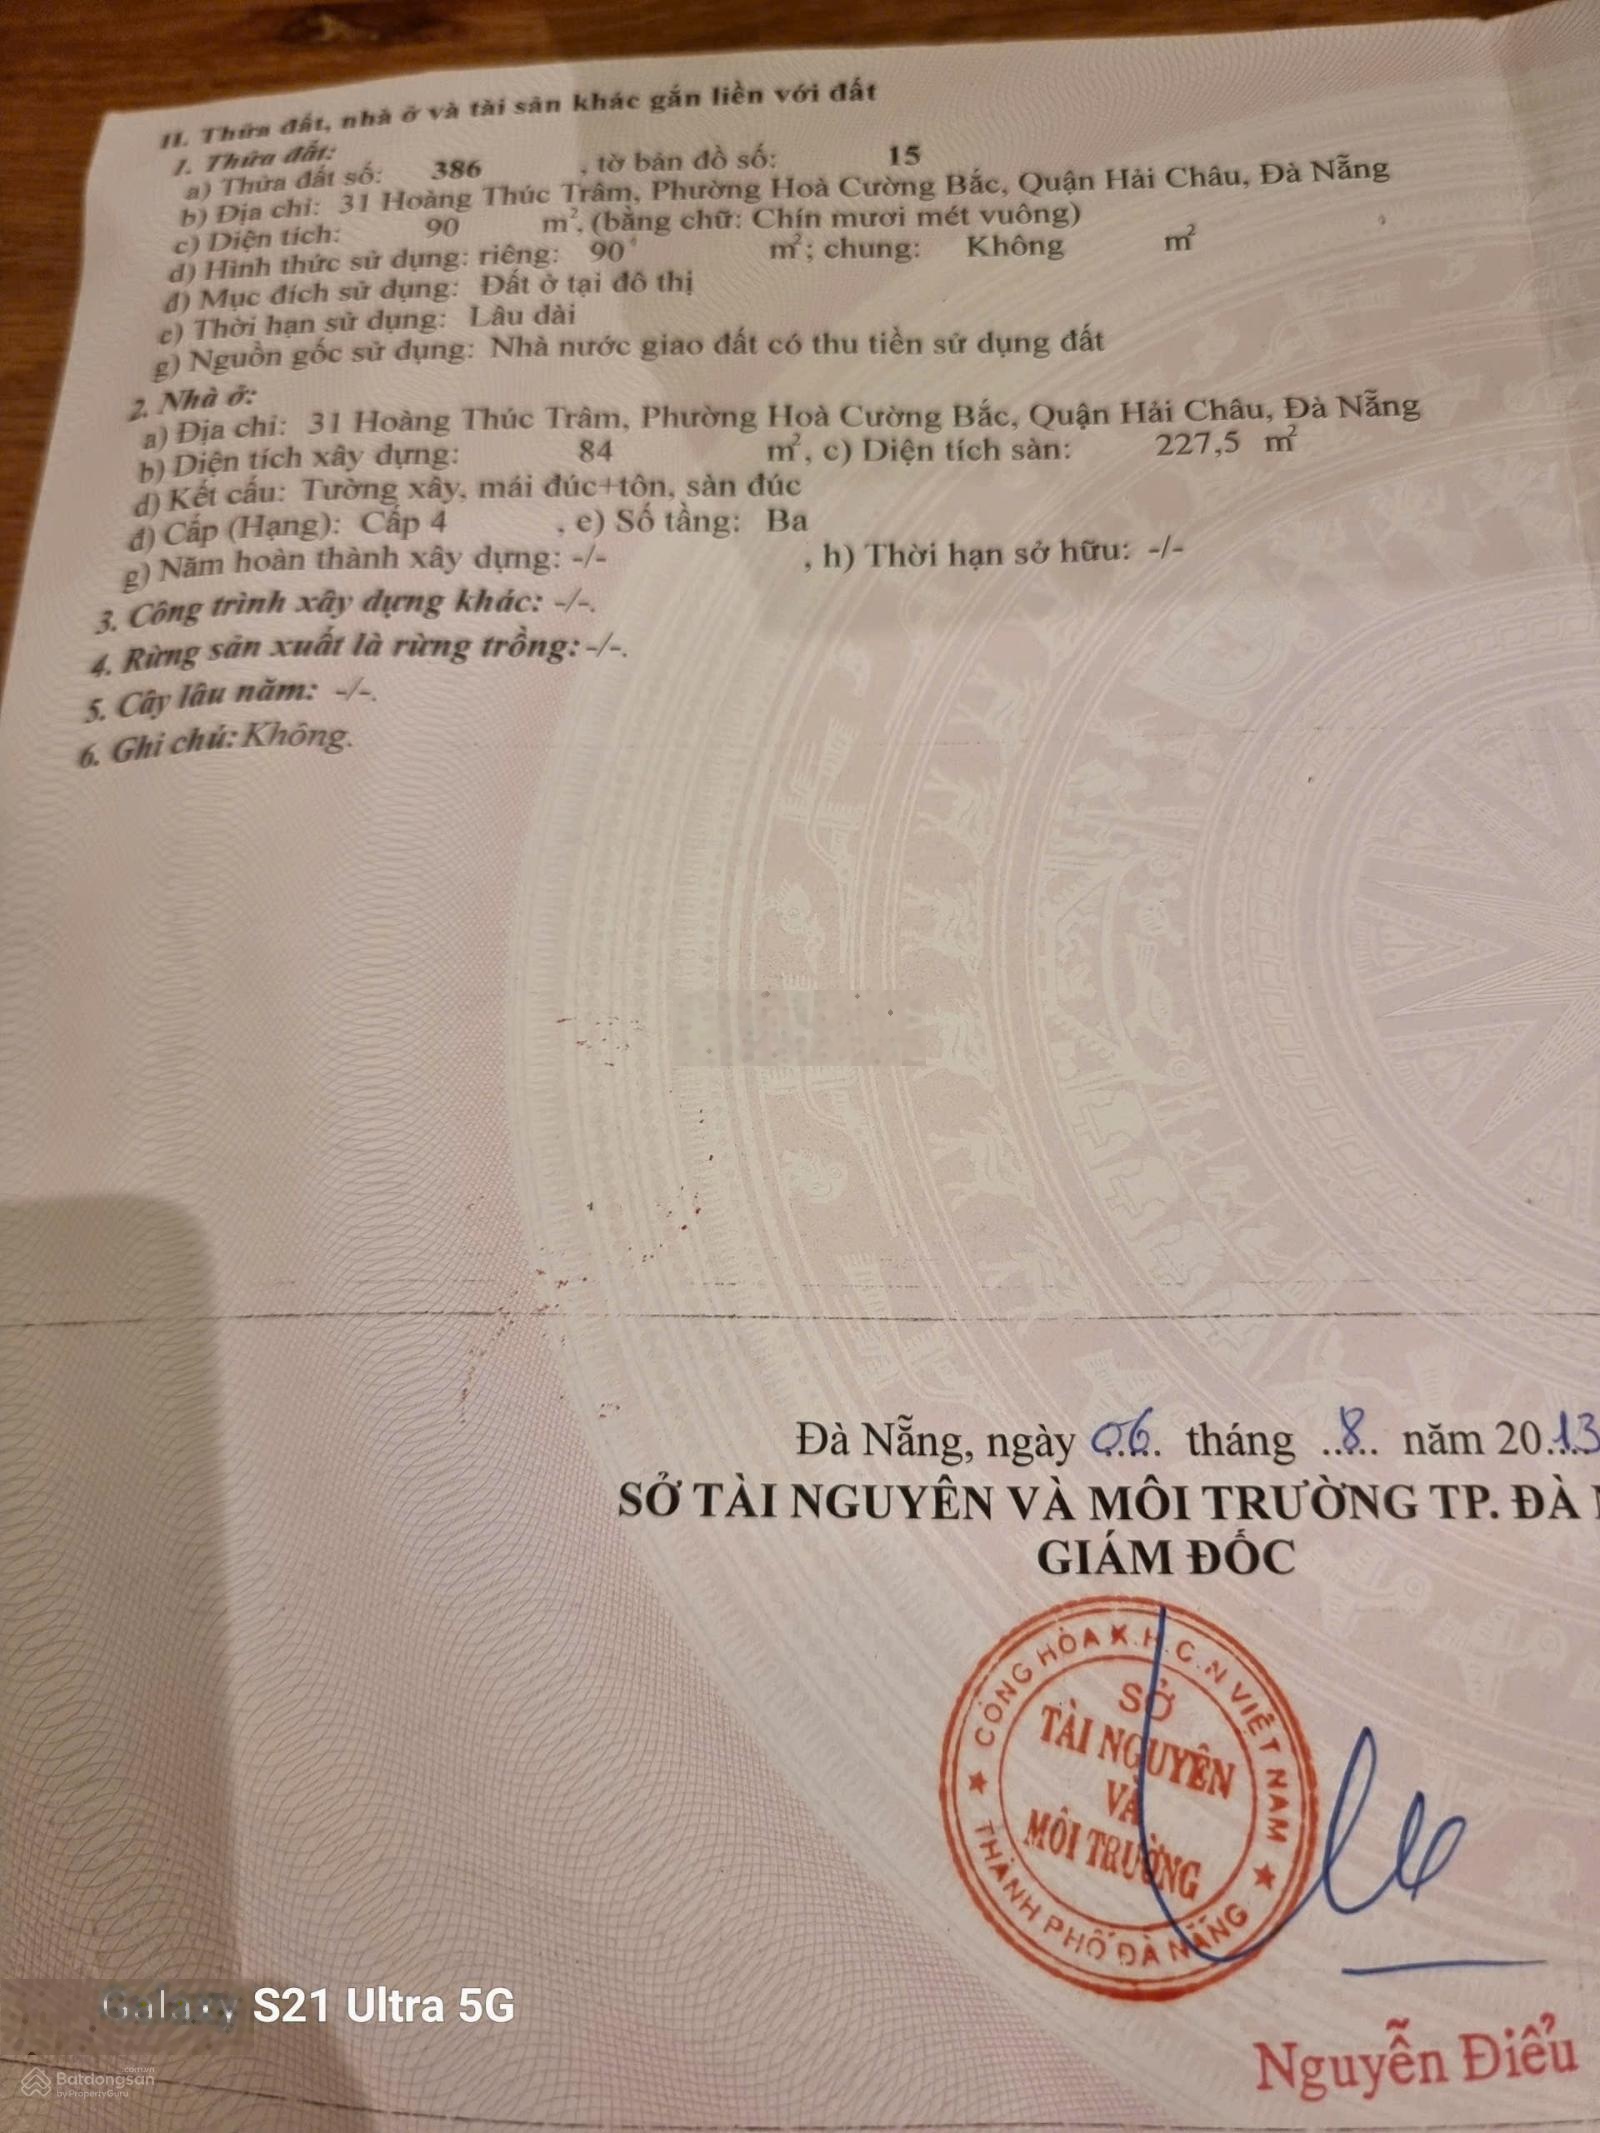 II. Thửa đất, nhà ở và tài sản khác gắn liền với đất
1. Thửa đất:
a) Thửa đất số: 386 , tờ bản đồ số: 15
b) Địa chỉ: 31 Hoàng Thúc Trâm, Phường Hoà Cường Bắc, Quận Hải Châu, Đà Nẵng
c) Diện tích: 90 m², (bằng chữ: Chín mươi mét vuông)
d) Hình thức sử dụng: riêng: 90 m²; chung: Không m²
đ) Mục đích sử dụng: Đất ở tại đô thị
e) Thời hạn sử dụng: Lâu dài
g) Nguồn gốc sử dụng: Nhà nước giao đất có thu tiền sử dụng đất
2. Nhà ở:
a) Địa chỉ: 31 Hoàng Thúc Trâm, Phường Hoà Cường Bắc, Quận Hải Châu, Đà Nẵng
b) Diện tích xây dựng: 84 m², c) Diện tích sàn: 227,5 m²
d) Kết cấu: Tường xây, mái đúc+tôn, sàn đúc
đ) Cấp (Hạng): Cấp 4 , e) Số tầng: Ba
g) Năm hoàn thành xây dựng: -/- , h) Thời hạn sở hữu: -/-
3. Công trình xây dựng khác: -/-.
4. Rừng sản xuất là rừng trồng: -/-.
5. Cây lâu năm: -/-.
6. Ghi chú: Không.
Đà Nẵng, ngày 06 tháng 8 năm 2013
SỞ TÀI NGUYÊN VÀ MÔI TRƯỜNG TP. ĐÀ
GIÁM ĐỐC
CỘNG HÒA X.H.C.N VIỆT NAM
SỞ
TÀI NGUYÊN
VÀ
MÔI TRƯỜNG
THÀNH PHỐ ĐÀ NẴNG
Nguyễn Điểu
Galaxy S21 Ultra 5G
Batdongsan.com.vn
by PropertyGuru